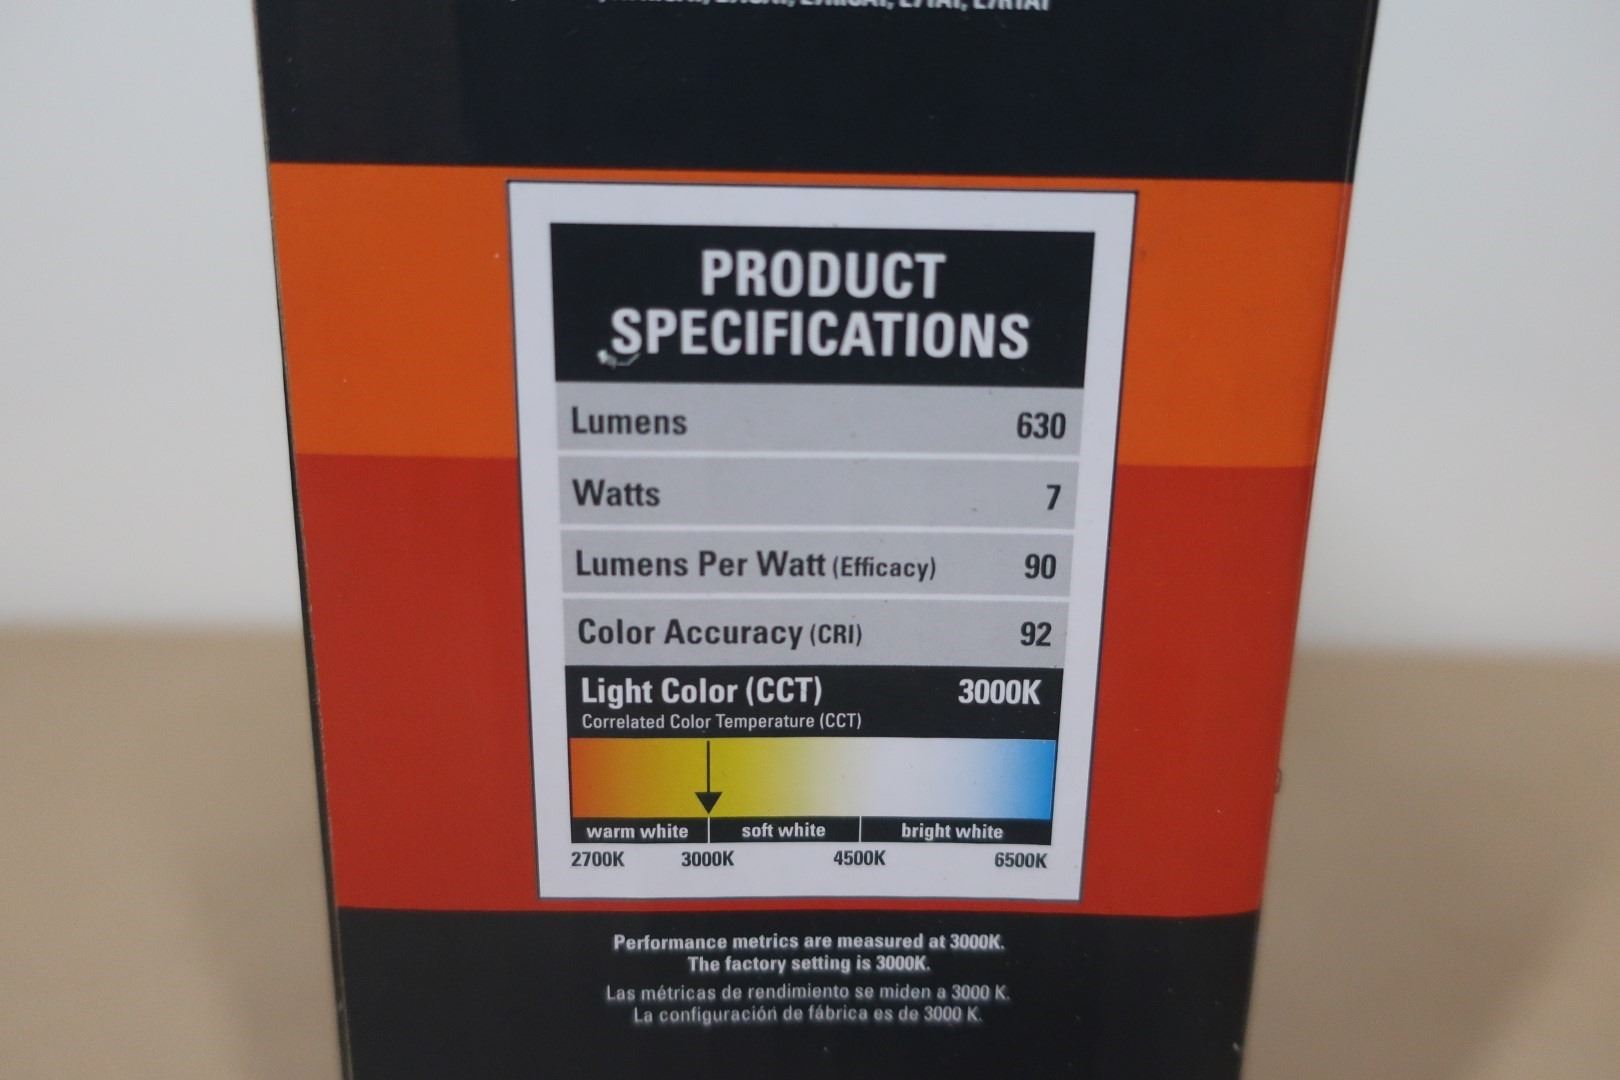 PRODUCT
SPECIFICATIONS
Lumens 630
Watts 7
Lumens Per Watt (Efficacy) 90
Color Accuracy (CRI) 92
Light Color (CCT) 3000K
Correlated Color Temperature (CCT)
warm white soft white bright white
2700K 3000K 4500K 6500K
Performance metrics are measured at 3000K.
The factory setting is 3000K.
Las métricas de rendimiento se miden a 3000 K.
La configuración de fábrica es de 3000 K.